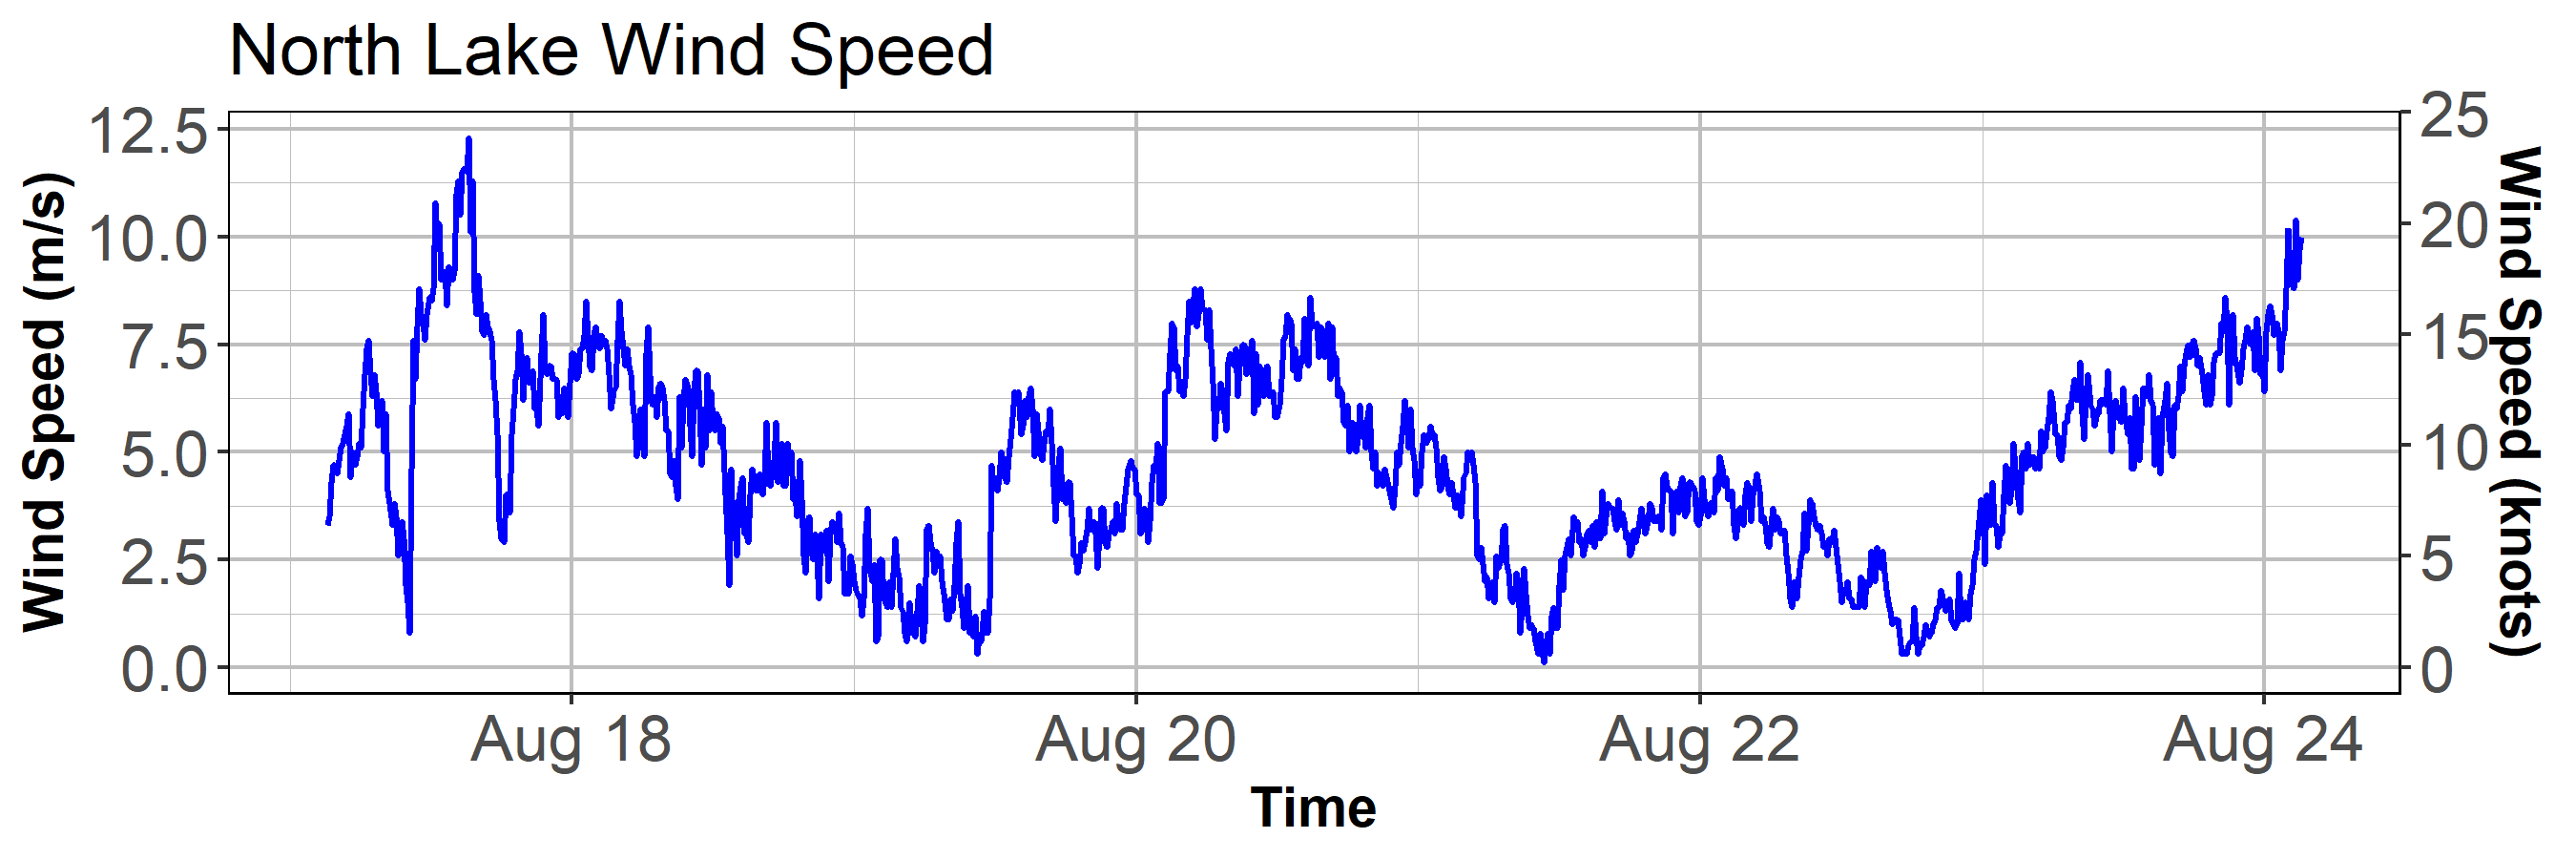 North Lake Wind Speed
Wind Speed (m/s)
12.5
10.0
7.5
5.0
2.5
0.0
25
20
15
10
5
0
Wind Speed (knots)
Aug 18
Aug 20
Aug 22
Aug 24
Time